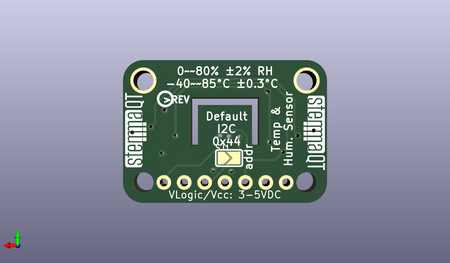 0~~80% ±2% RH
-40~~85°C ±0.3°C
REV
stemmaQT
Default
I2C
0x44
addr
Temp &
Hum. Sensor
stemmaQT
VLogic/Vcc: 3-5VDC